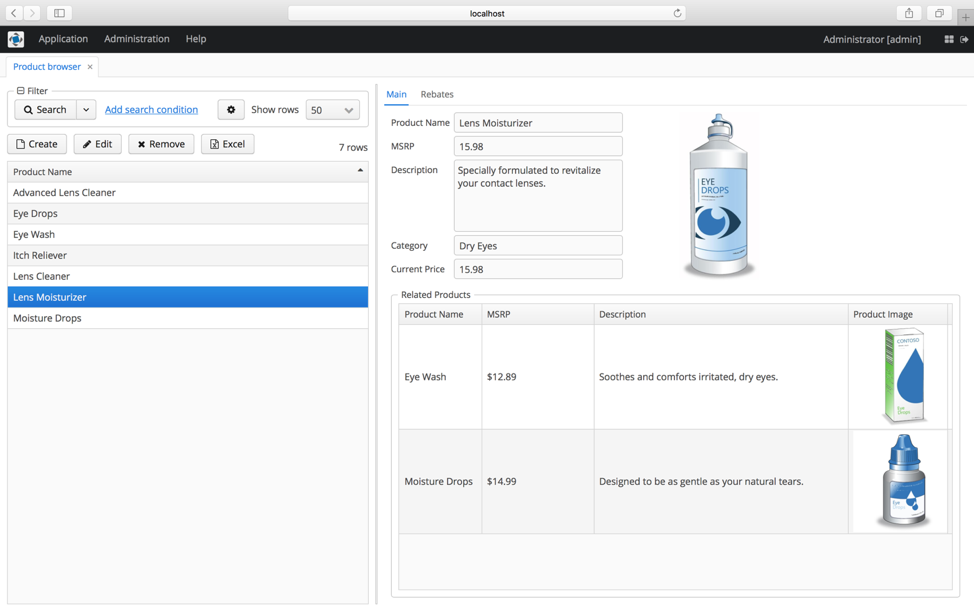 localhost
Application Administration Help Administrator [admin]
Product browser
Filter
Search Add search condition Show rows 50
Create Edit Remove Excel 7 rows
Product Name
Advanced Lens Cleaner
Eye Drops
Eye Wash
Itch Reliever
Lens Cleaner
Lens Moisturizer
Moisture Drops
Main Rebates
Product Name Lens Moisturizer
MSRP 15.98
Description Specially formulated to revitalize
your contact lenses.
Category Dry Eyes
Current Price 15.98
EYE
DROPS
Related Products
Product Name MSRP Description Product Image
Eye Wash $12.89 Soothes and comforts irritated, dry eyes.
CONTOSO
Eye
Drops
Moisture Drops $14.99 Designed to be as gentle as your natural tears.
Eye
Drops